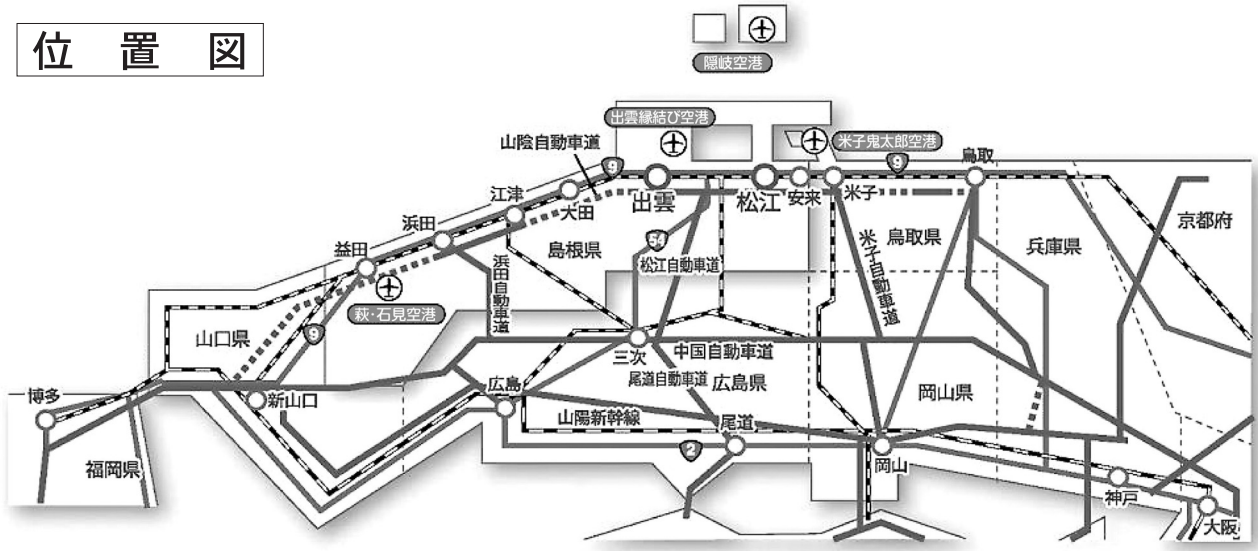 位置図
隠岐空港
出雲縁結び空港
米子鬼太郎空港
山陰自動車道
9
9
鳥取
江津
大田
出雲
松江
安来
米子
京都府
浜田
益田
島根県
54
鳥取県
兵庫県
松江自動車道
浜田自動車道
米子自動車道
萩・石見空港
9
山口県
三次
中国自動車道
尾道自動車道
広島県
岡山県
博多
新山口
広島
山陽新幹線
尾道
2
岡山
福岡県
神戸
大阪